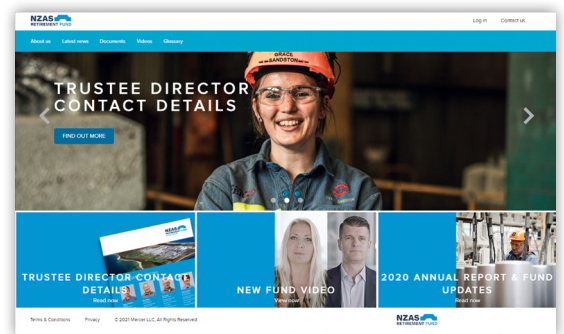 NZAS
RETIREMENT FUND
Log in Contact us
About us Latest news Documents Videos Glossary
GRACE
SANDSTON
TRUSTEE DIRECTOR
CONTACT DETAILS
FIND OUT MORE
NZAS
TRUSTEE DIRECTOR CONTACT
DETAILS
Read now
NEW FUND VIDEO
View now
2020 ANNUAL REPORT & FUND
UPDATES
Read now
Terms & Conditions Privacy © 2021 Mercer LLC. All Rights Reserved
NZAS
RETIREMENT FUND